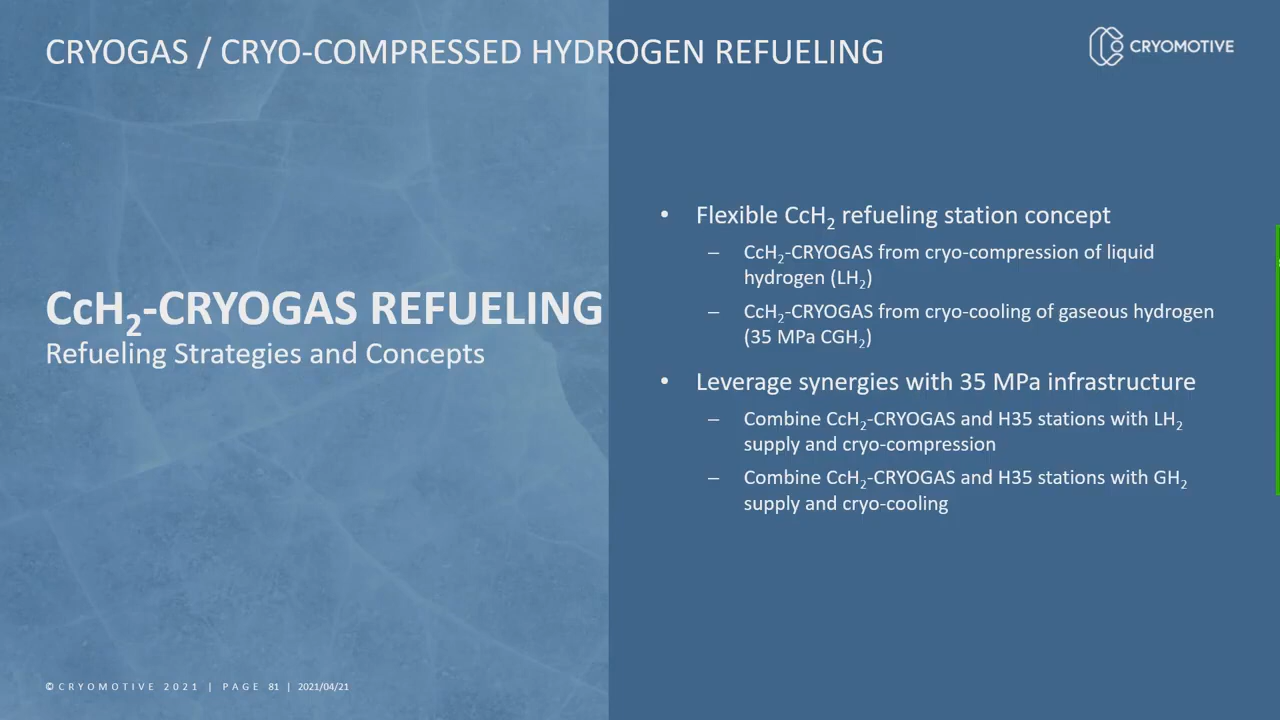 CRYOGAS / CRYO-COMPRESSED HYDROGEN REFUELING
CRYOMOTIVE
CcH₂-CRYOGAS REFUELING
Refueling Strategies and Concepts
• Flexible CcH₂ refueling station concept
– CcH₂-CRYOGAS from cryo-compression of liquid
hydrogen (LH₂)
– CcH₂-CRYOGAS from cryo-cooling of gaseous hydrogen
(35 MPa CGH₂)
• Leverage synergies with 35 MPa infrastructure
– Combine CcH₂-CRYOGAS and H35 stations with LH₂
supply and cryo-compression
– Combine CcH₂-CRYOGAS and H35 stations with GH₂
supply and cryo-cooling
© CRYOMOTIVE 2021 | PAGE 81 | 2021/04/21